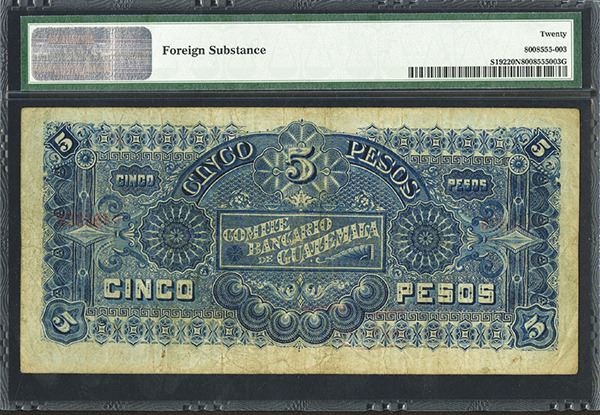 Foreign Substance
Twenty
8008555-003
S19220N8008555003G
5
5
CINCO 5 PESOS
CINCO
PESOS
COMITE
BANCARIO
DE GUATEMALA
CINCO
PESOS
5
5